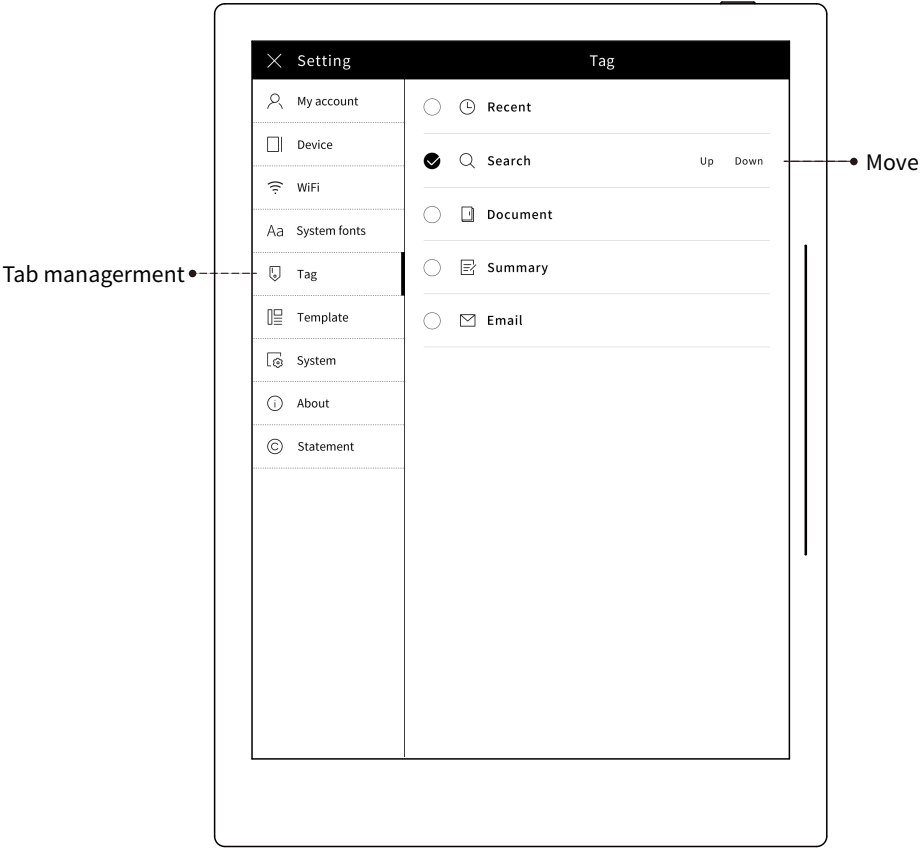 Setting
Tag
My account
Device
WiFi
Aa System fonts
Tag
Template
System
About
Statement
Recent
Search Up Down
Document
Summary
Email
Tab managerment
Move